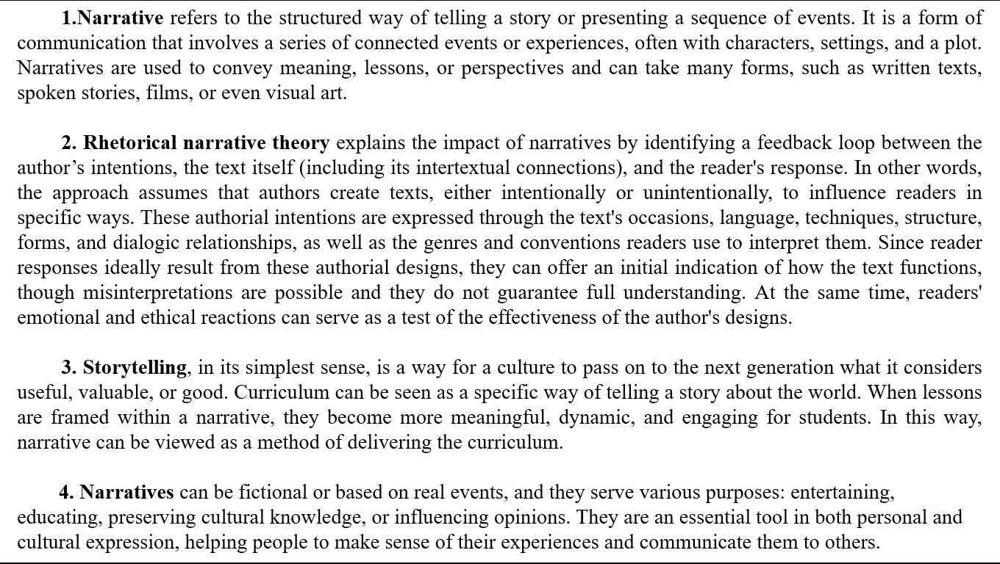 1.Narrative refers to the structured way of telling a story or presenting a sequence of events. It is a form of
communication that involves a series of connected events or experiences, often with characters, settings, and a plot.
Narratives are used to convey meaning, lessons, or perspectives and can take many forms, such as written texts,
spoken stories, films, or even visual art.
2. Rhetorical narrative theory explains the impact of narratives by identifying a feedback loop between the
author’s intentions, the text itself (including its intertextual connections), and the reader's response. In other words,
the approach assumes that authors create texts, either intentionally or unintentionally, to influence readers in
specific ways. These authorial intentions are expressed through the text's occasions, language, techniques, structure,
forms, and dialogic relationships, as well as the genres and conventions readers use to interpret them. Since reader
responses ideally result from these authorial designs, they can offer an initial indication of how the text functions,
though misinterpretations are possible and they do not guarantee full understanding. At the same time, readers'
emotional and ethical reactions can serve as a test of the effectiveness of the author's designs.
3. Storytelling, in its simplest sense, is a way for a culture to pass on to the next generation what it considers
useful, valuable, or good. Curriculum can be seen as a specific way of telling a story about the world. When lessons
are framed within a narrative, they become more meaningful, dynamic, and engaging for students. In this way,
narrative can be viewed as a method of delivering the curriculum.
4. Narratives can be fictional or based on real events, and they serve various purposes: entertaining,
educating, preserving cultural knowledge, or influencing opinions. They are an essential tool in both personal and
cultural expression, helping people to make sense of their experiences and communicate them to others.